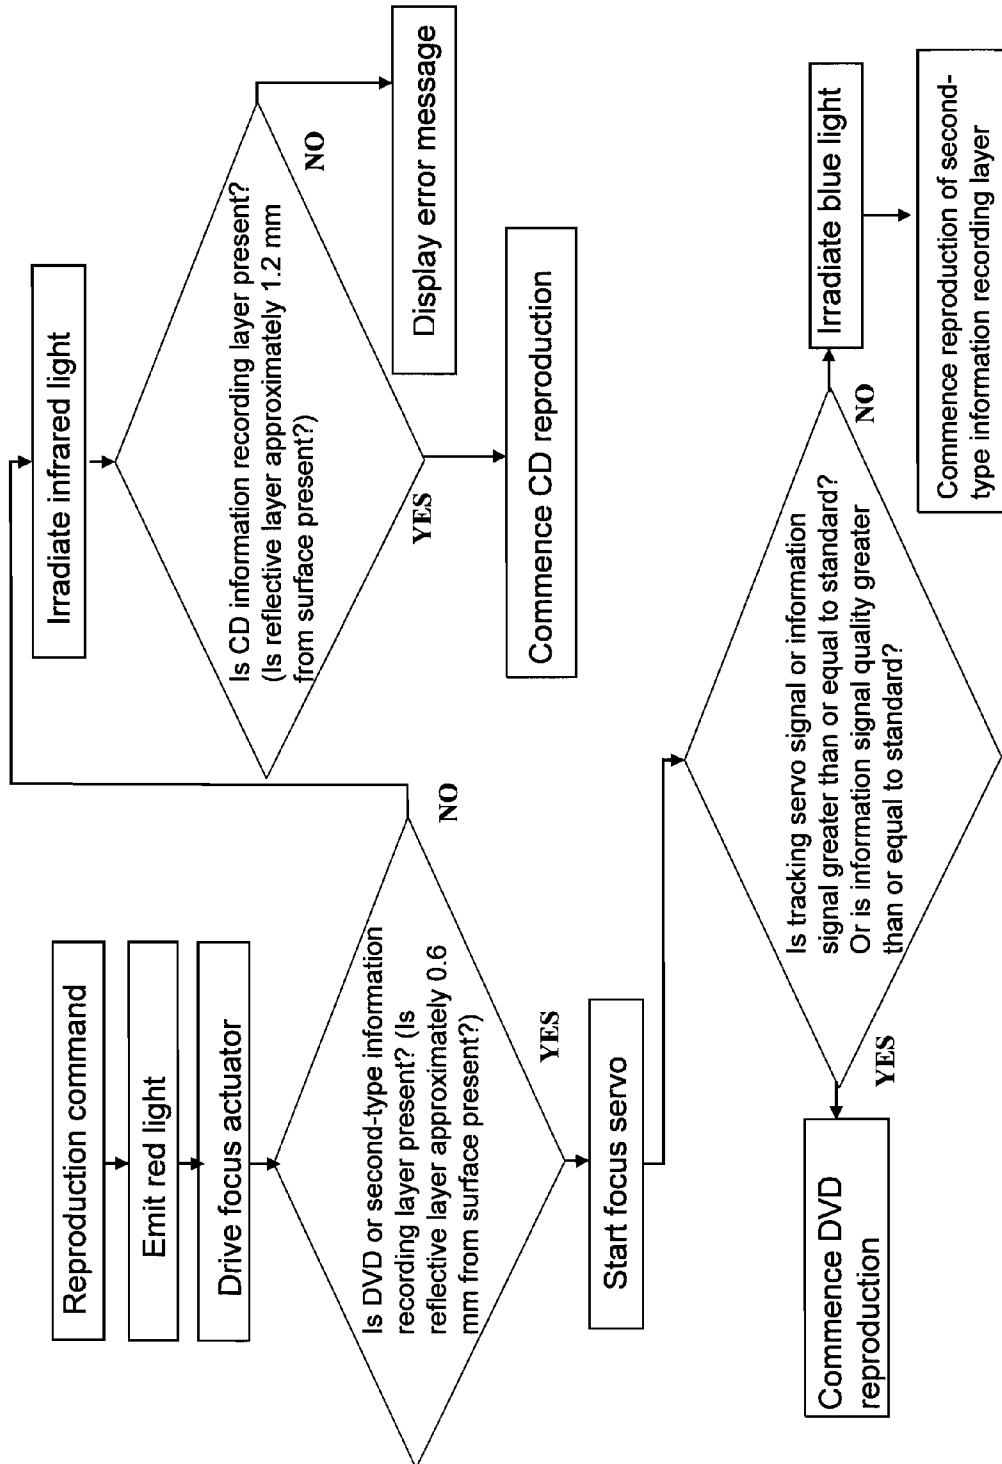 Reproduction command
Emit red light
Drive focus actuator
Is DVD or second-type information
recording layer present? (Is
reflective layer approximately 0.6
mm from surface present?)
NO
YES
Irradiate infrared light
Is CD information recording layer present?
(Is reflective layer approximately 1.2 mm
from surface present?)
NO
YES
Display error message
Commence CD reproduction
Start focus servo
Is tracking servo signal or information
signal greater than or equal to standard?
Or is information signal quality greater
than or equal to standard?
YES
NO
Commence DVD
reproduction
Irradiate blue light
Commence reproduction of second-
type information recording layer